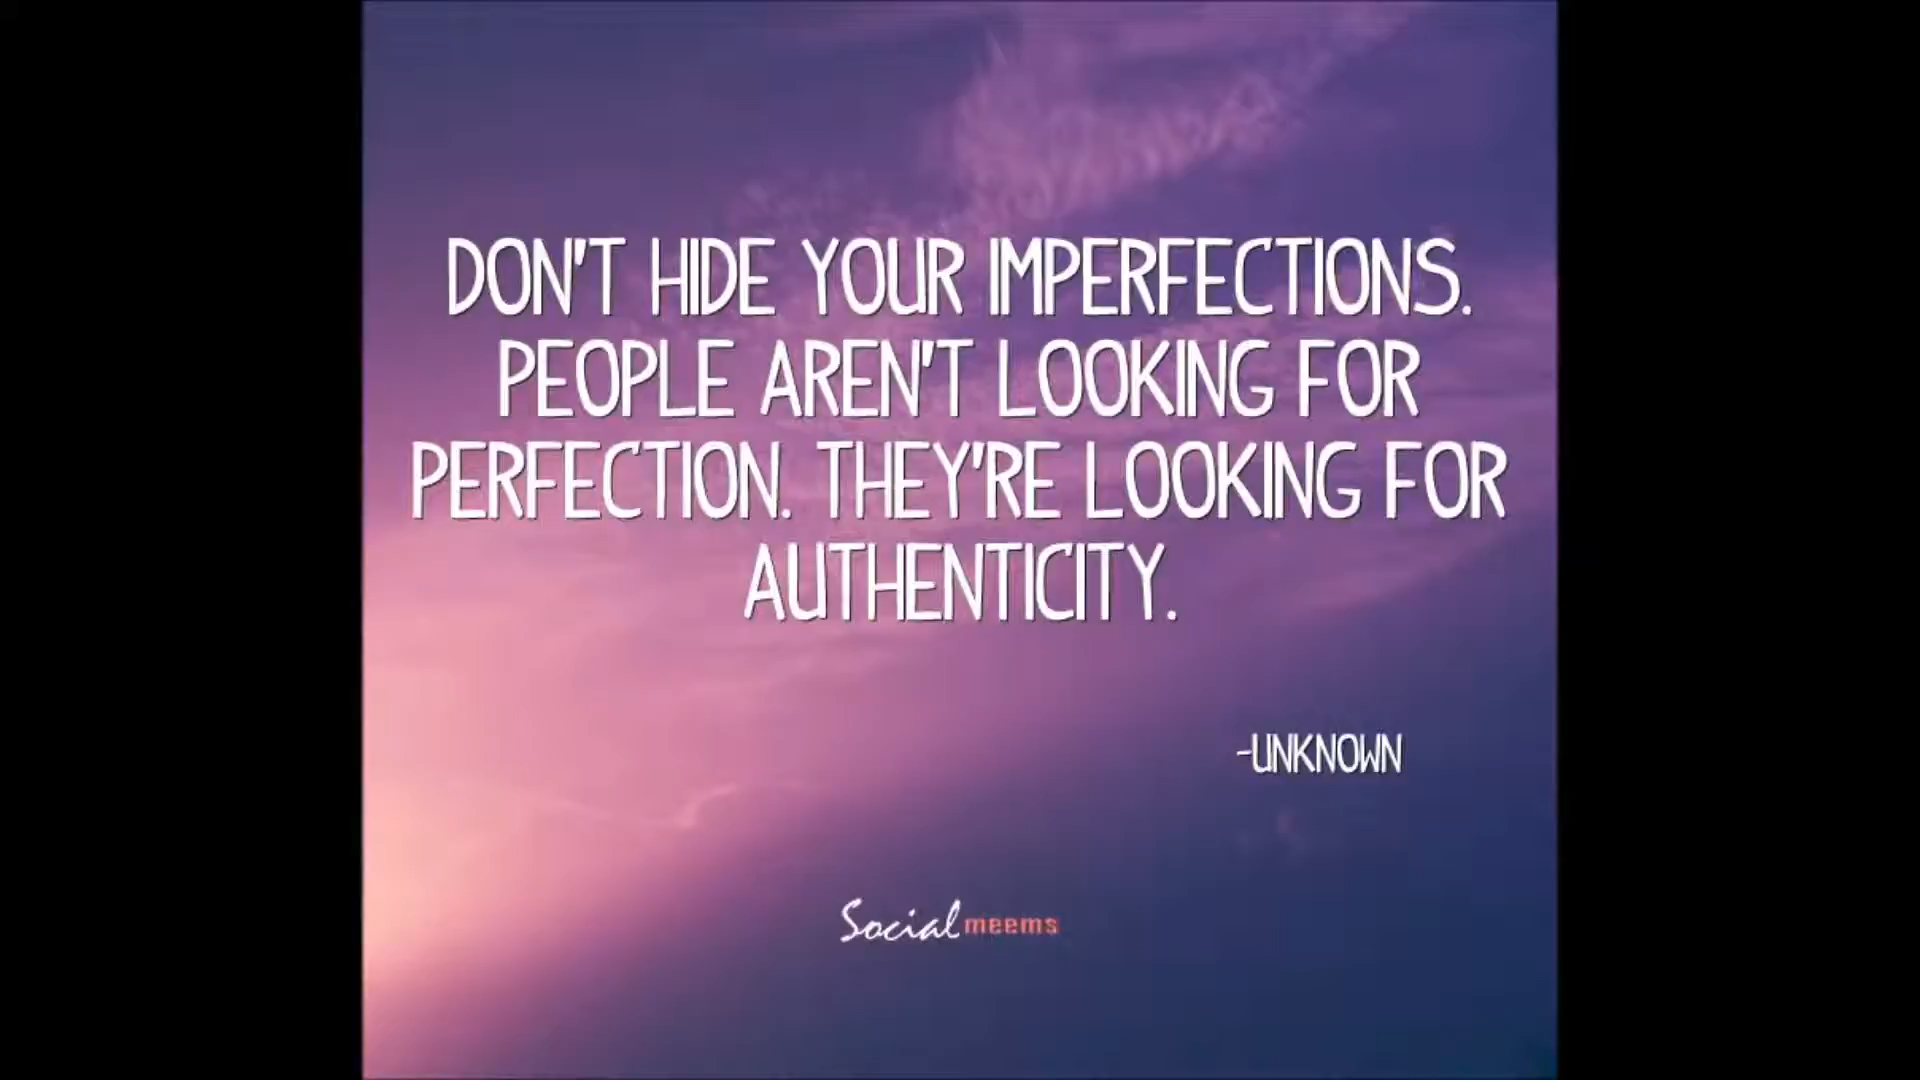 DON'T HIDE YOUR IMPERFECTIONS.
PEOPLE AREN'T LOOKING FOR
PERFECTION. THEY'RE LOOKING FOR
AUTHENTICITY.
-UNKNOWN
Social meems